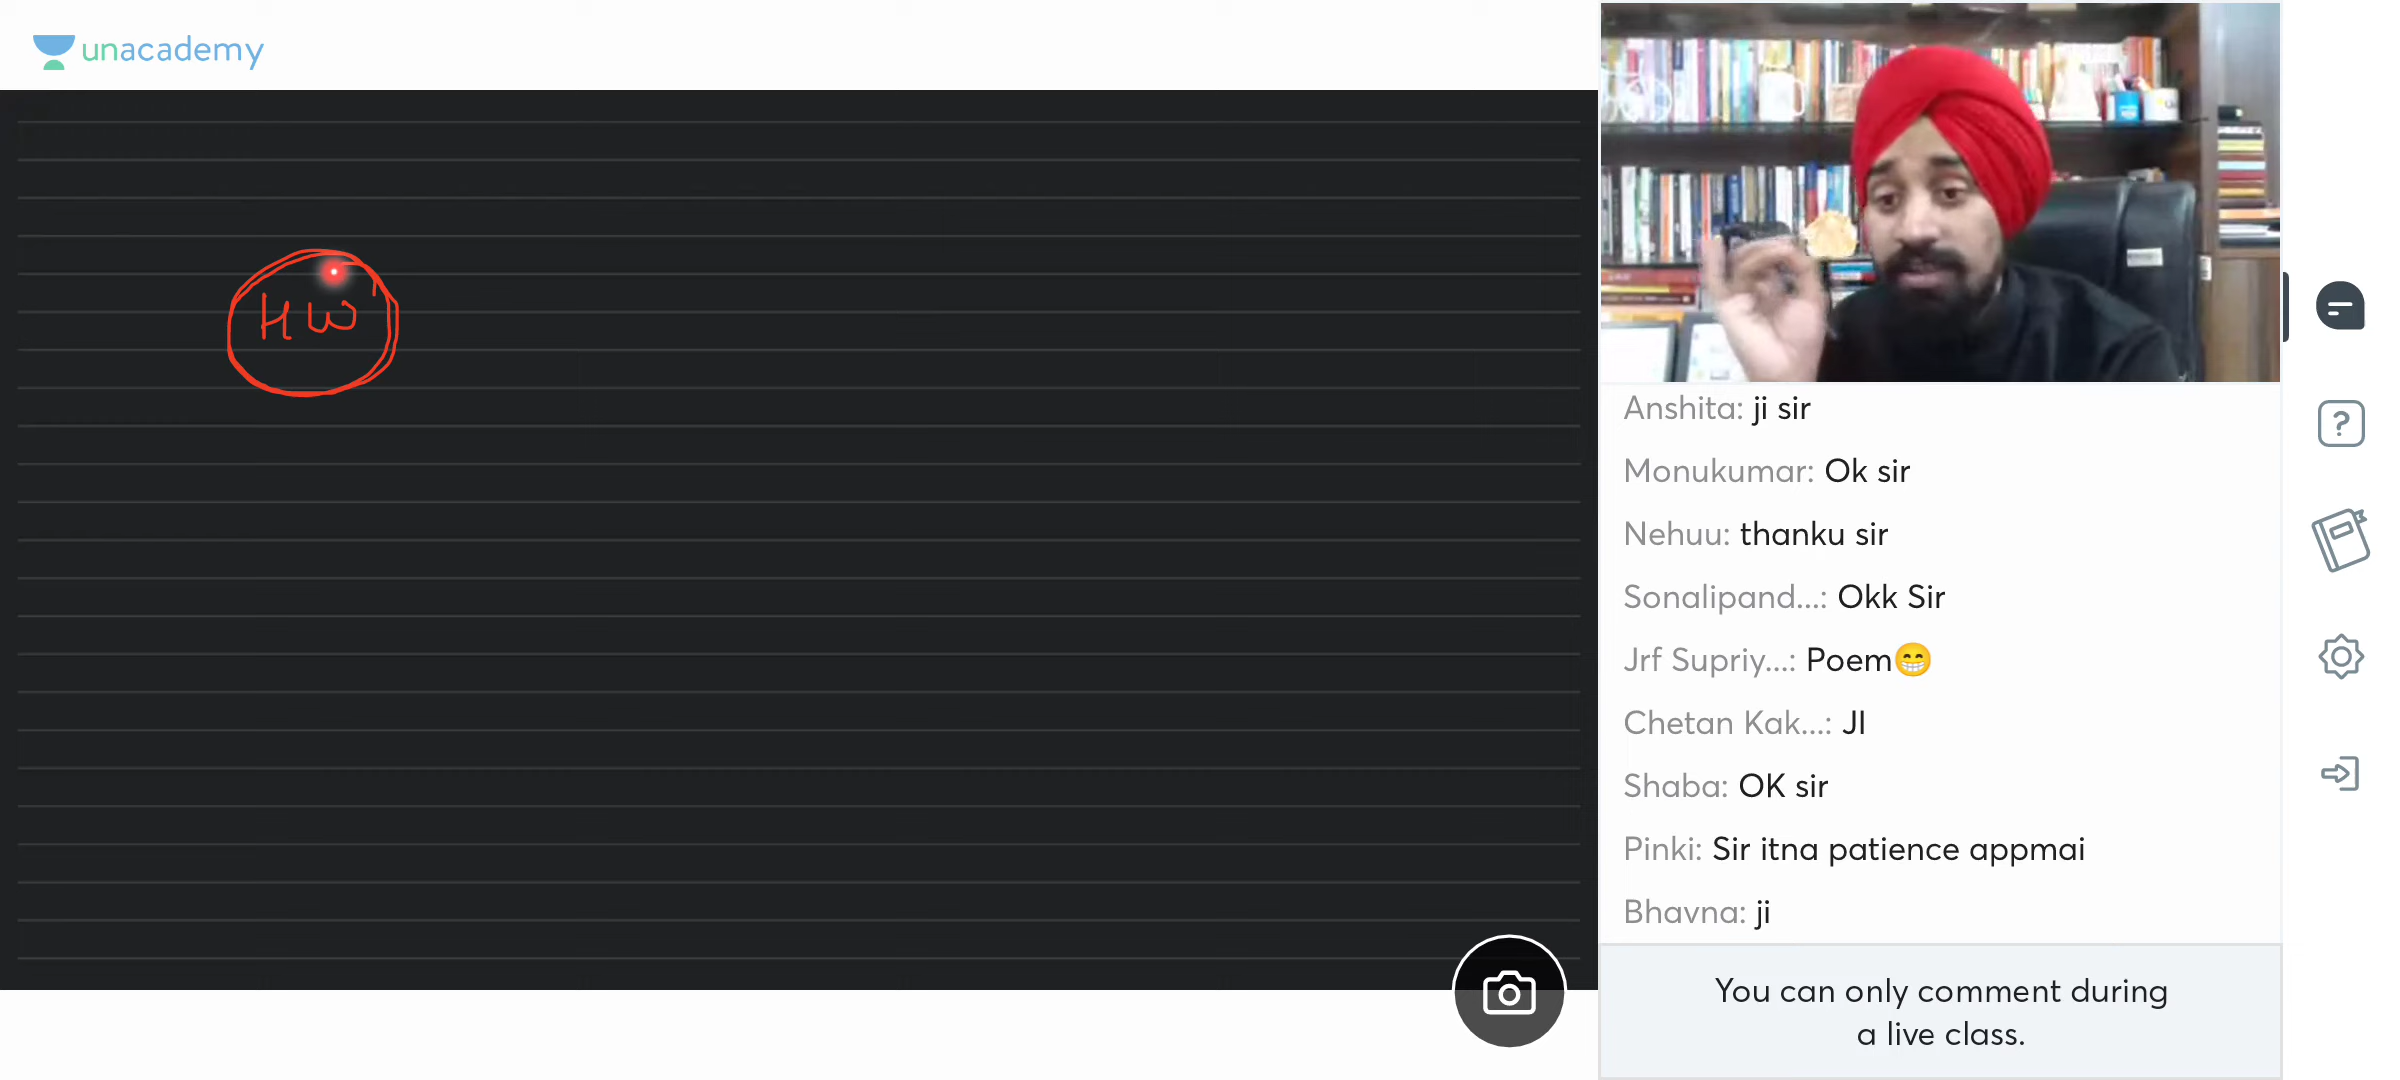 unacademy
HW
Anshita: ji sir
Monukumar: Ok sir
Nehuu: thanku sir
Sonalipand...: Okk Sir
Jrf Supriy...: Poem😁
Chetan Kak...: JI
Shaba: OK sir
Pinki: Sir itna patience appmai
Bhavna: ji
You can only comment during
a live class.